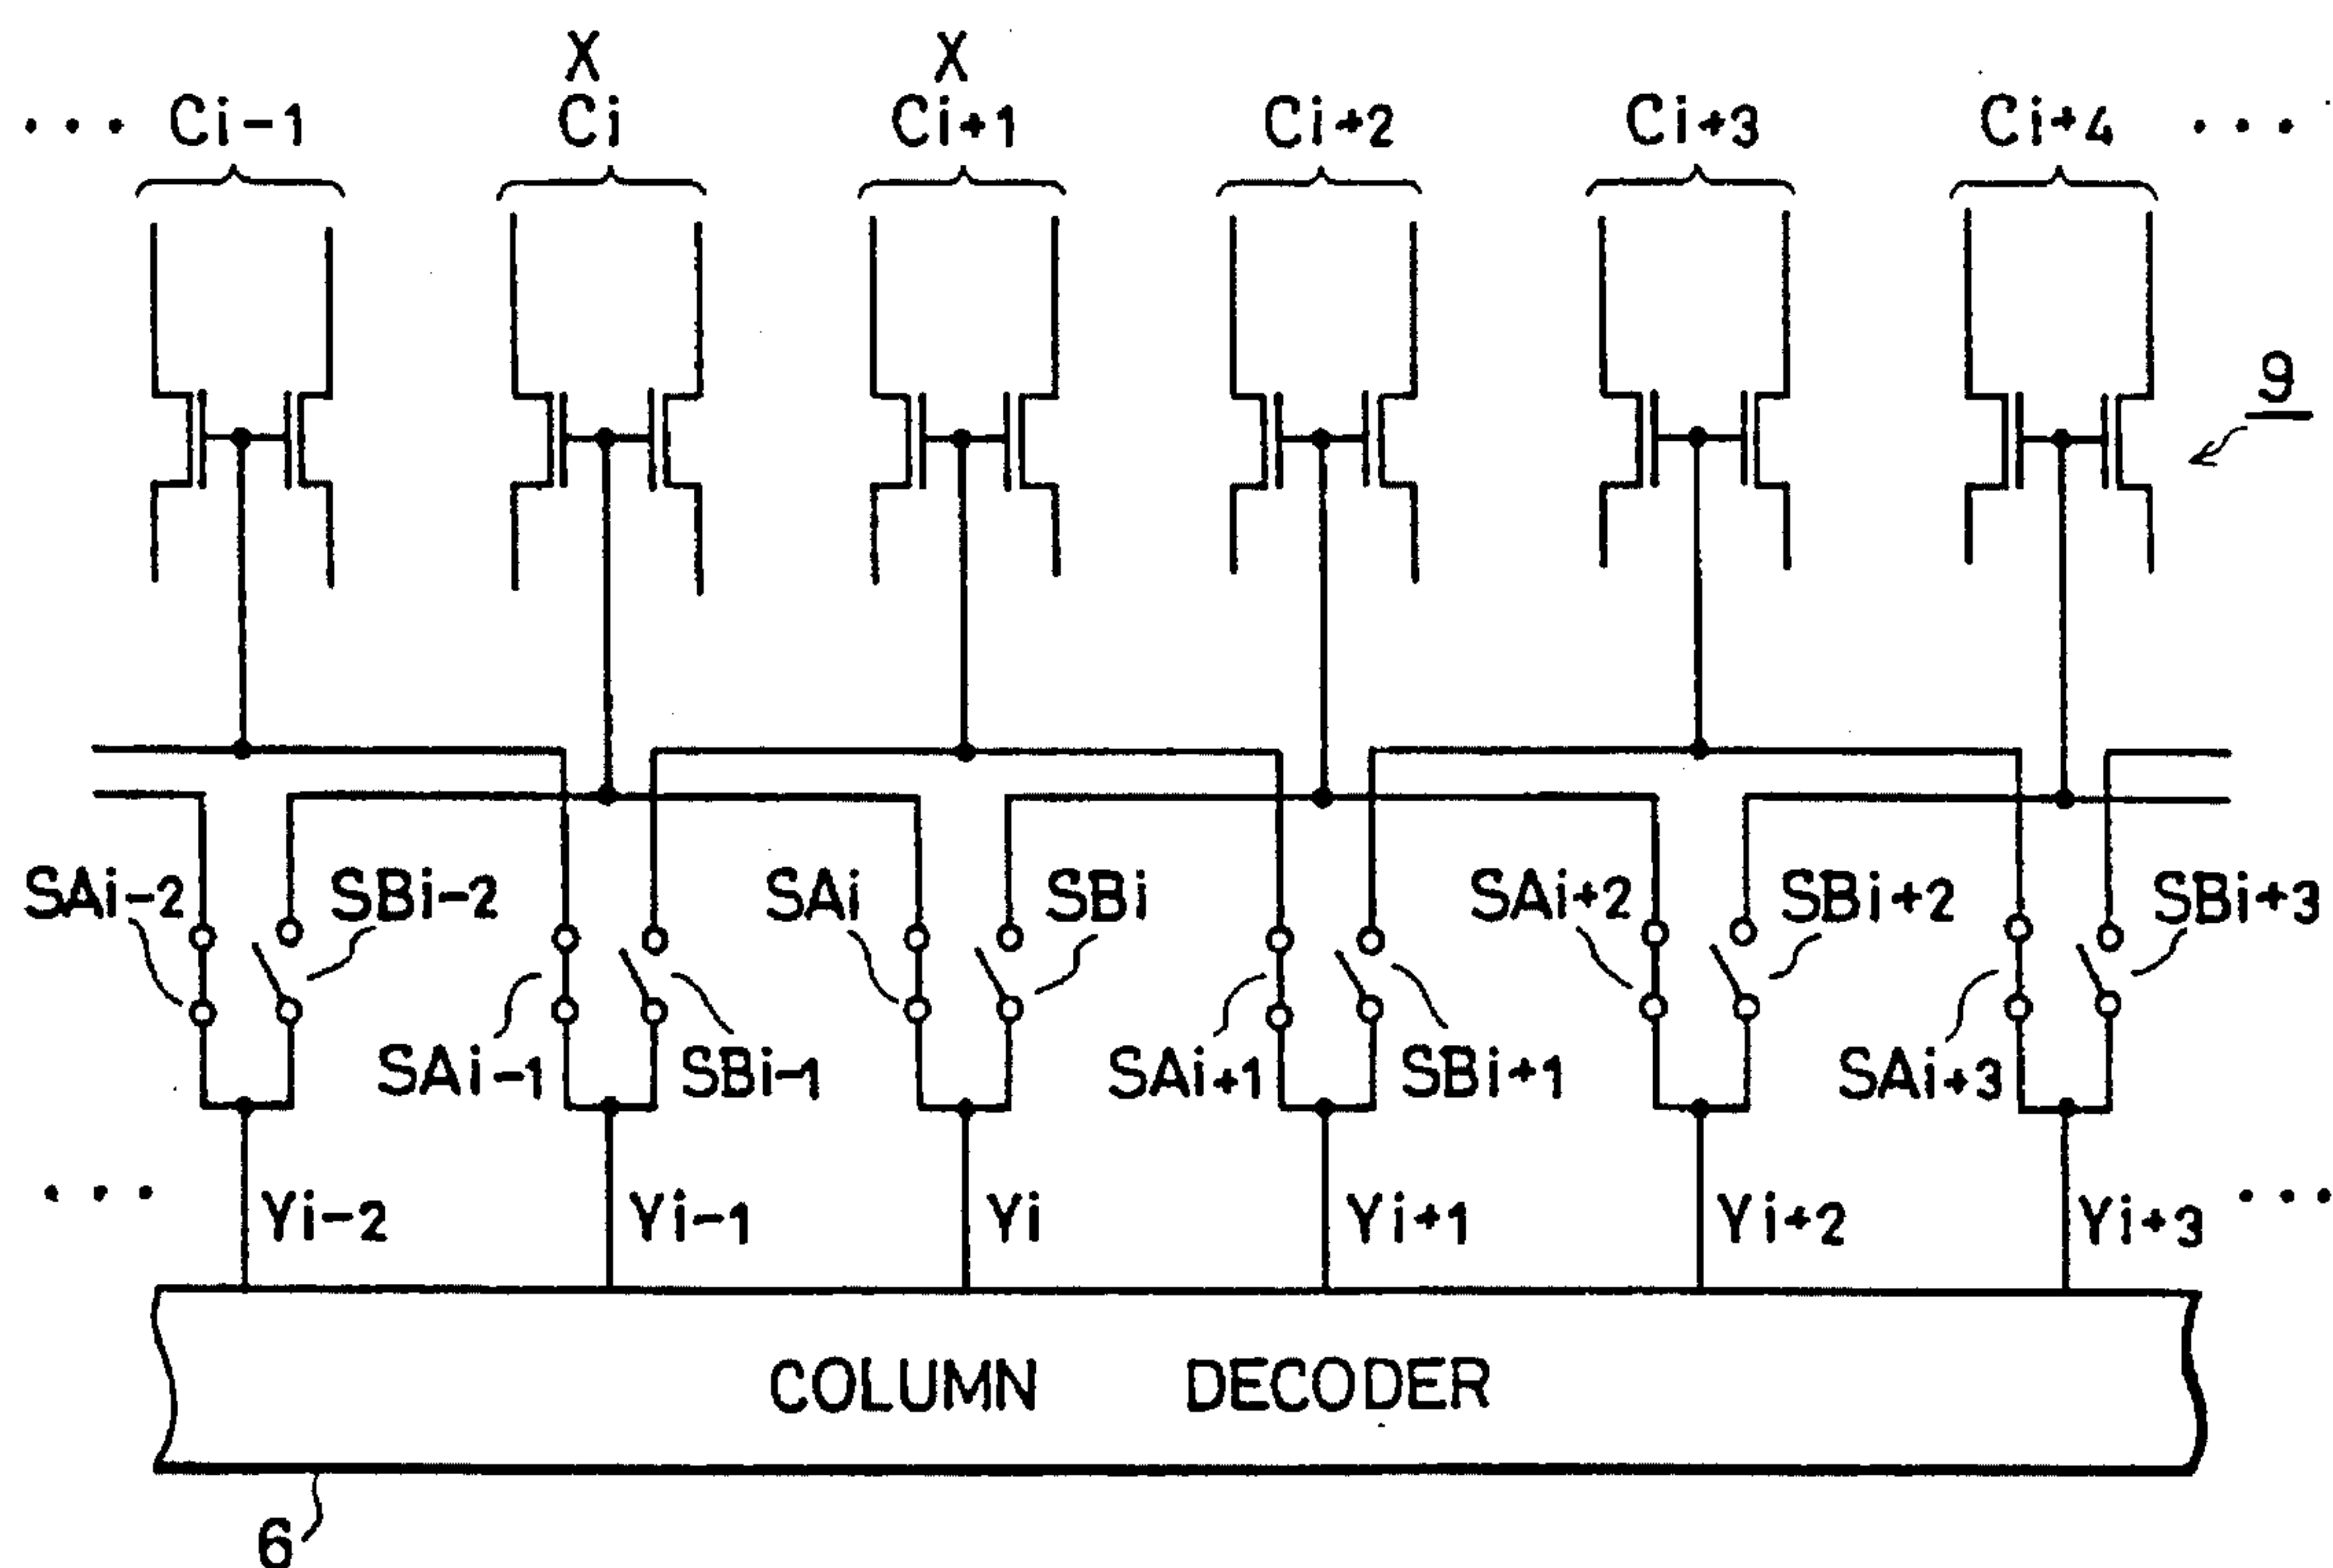 X X
... Ci-1 Ci Ci+1 Ci+2 Ci+3 Ci+4 ...
9
SAi-2 SBi-2 SAi SBi SAi+2 SBi+2 SBi+3
SAi-1 SBi-1 SAi+1 SBi+1 SAi+3
... Yi-2 Yi-1 Yi Yi+1 Yi+2 Yi+3 ...
COLUMN DECODER
6